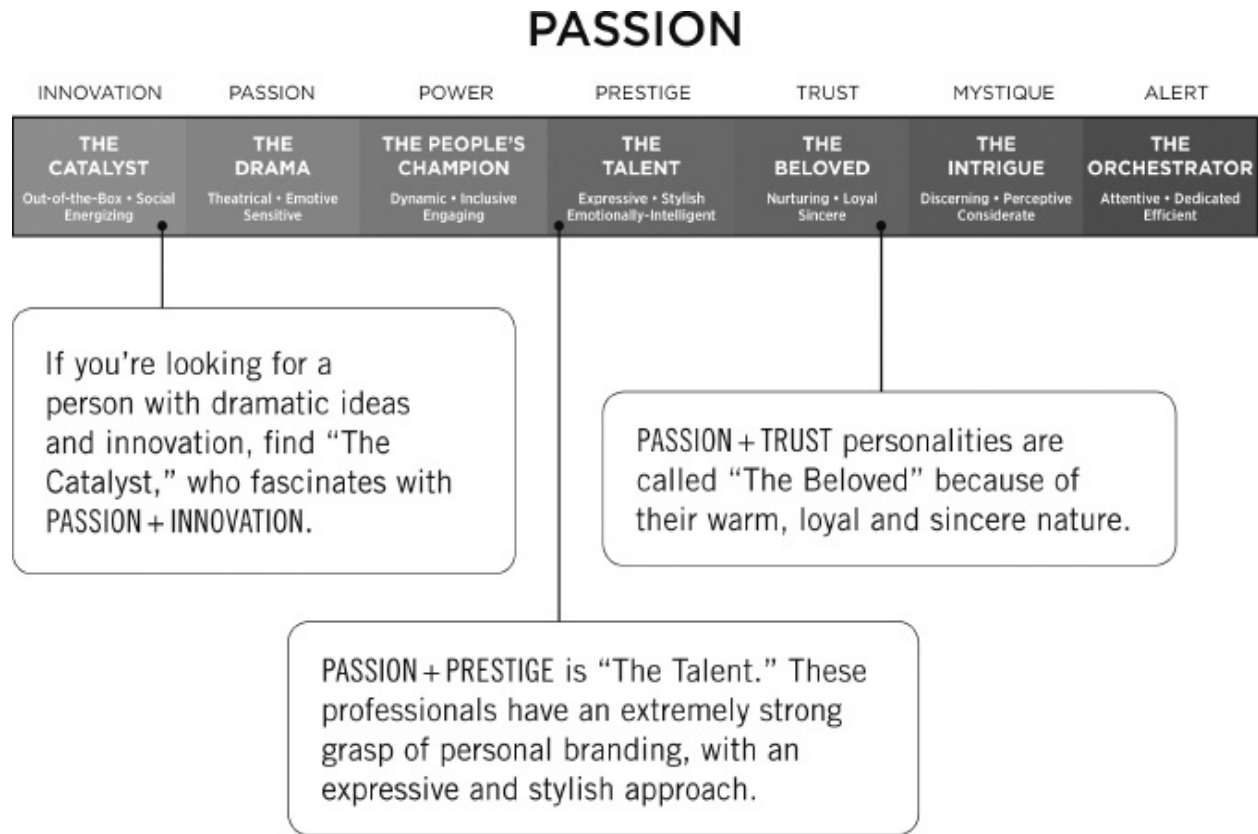 PASSION
INNOVATION PASSION POWER PRESTIGE TRUST MYSTIQUE ALERT
THE CATALYST
Out-of-the-Box • Social
Energizing
THE DRAMA
Theatrical • Emotive
Sensitive
THE PEOPLE'S CHAMPION
Dynamic • Inclusive
Engaging
THE TALENT
Expressive • Stylish
Emotionally-Intelligent
THE BELOVED
Nurturing • Loyal
Sincere
THE INTRIGUE
Discerning • Perceptive
Considerate
THE ORCHESTRATOR
Attentive • Dedicated
Efficient
If you’re looking for a
person with dramatic ideas
and innovation, find “The
Catalyst,” who fascinates with
PASSION + INNOVATION.
PASSION + TRUST personalities are
called “The Beloved” because of
their warm, loyal and sincere nature.
PASSION + PRESTIGE is “The Talent.” These
professionals have an extremely strong
grasp of personal branding, with an
expressive and stylish approach.